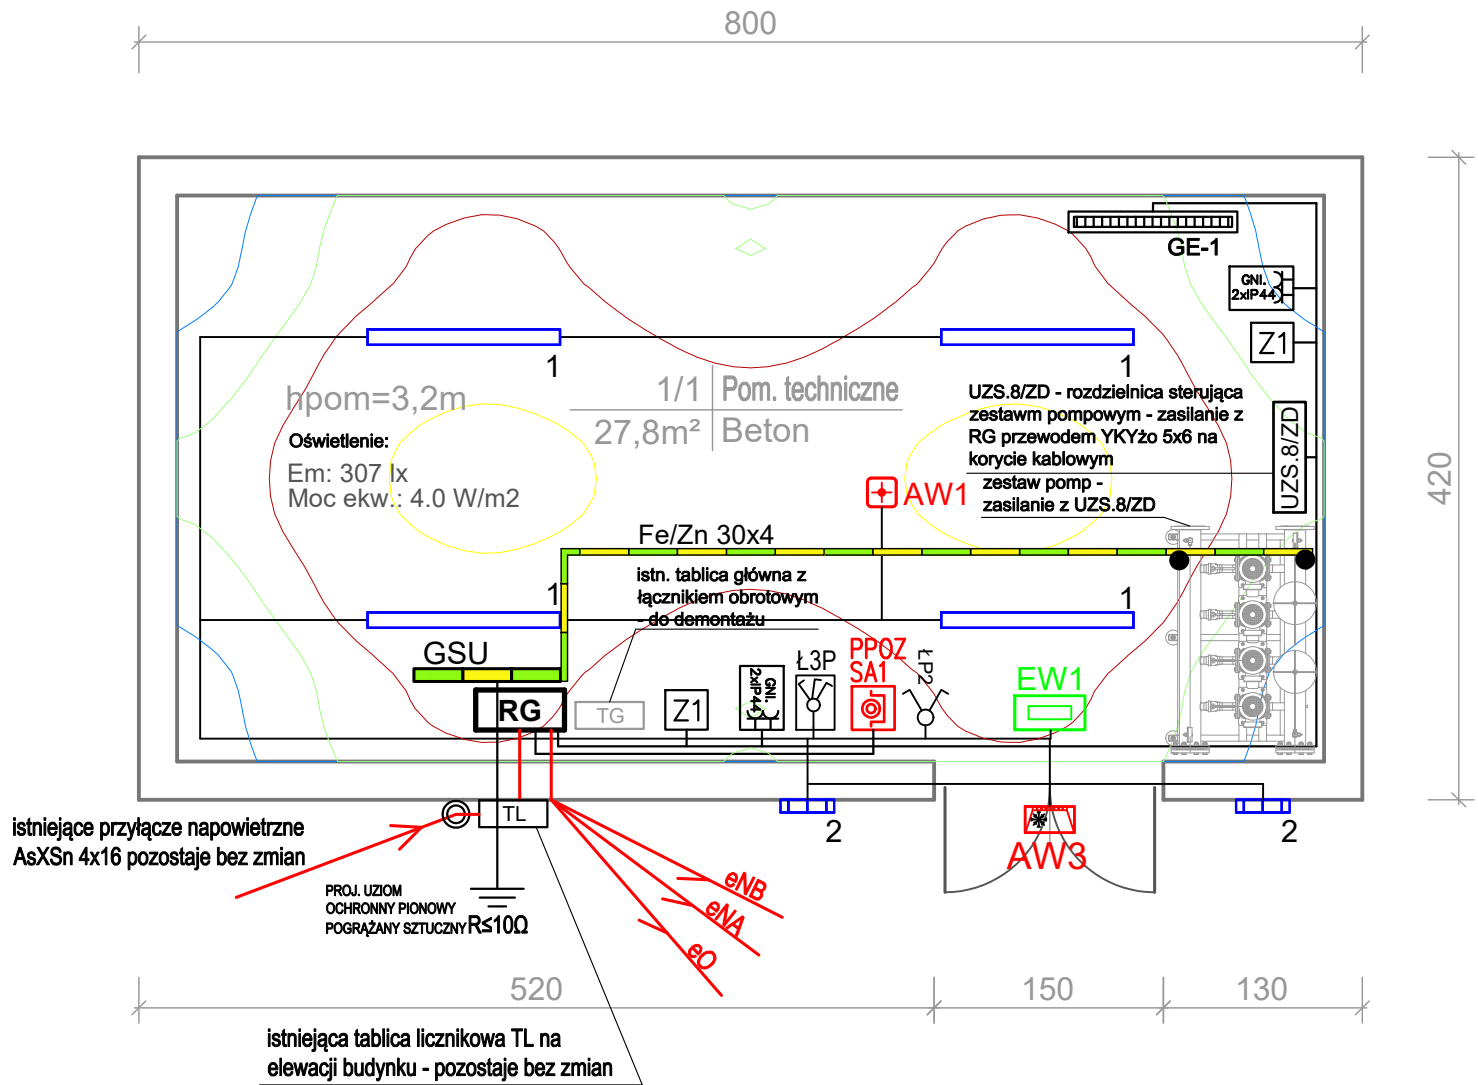 800
GE-1
GNI.
2xIP44
Z1
1
1
hpom=3,2m
1/1 Pom. techniczne
27,8m² Beton
Oświetlenie:
Em: 307 lx
Moc ekw.: 4.0 W/m2
UZS.8/ZD - rozdzielnica sterująca
zestawm pompowym - zasilanie z
RG przewodem YKYżo 5x6 na
korycie kablowym
zestaw pomp -
zasilanie z UZS.8/ZD
UZS.8/ZD
420
AW1
Fe/Zn 30x4
istn. tablica główna z
łącznikiem obrotowym
- do demontażu
1
1
GSU
RG
TG
Z1
GNI.
2xIP44
Ł3P
PPOZ
SA1
ŁP2
EW1
TL
2
2
AW3
istniejące przyłącze napowietrzne
AsXSn 4x16 pozostaje bez zmian
PROJ. UZIOM
OCHRONNY PIONOWY
POGRĄŻANY SZTUCZNY R≤10Ω
eNB
eNA
eO
520
150
130
istniejąca tablica licznikowa TL na
elewacji budynku - pozostaje bez zmian